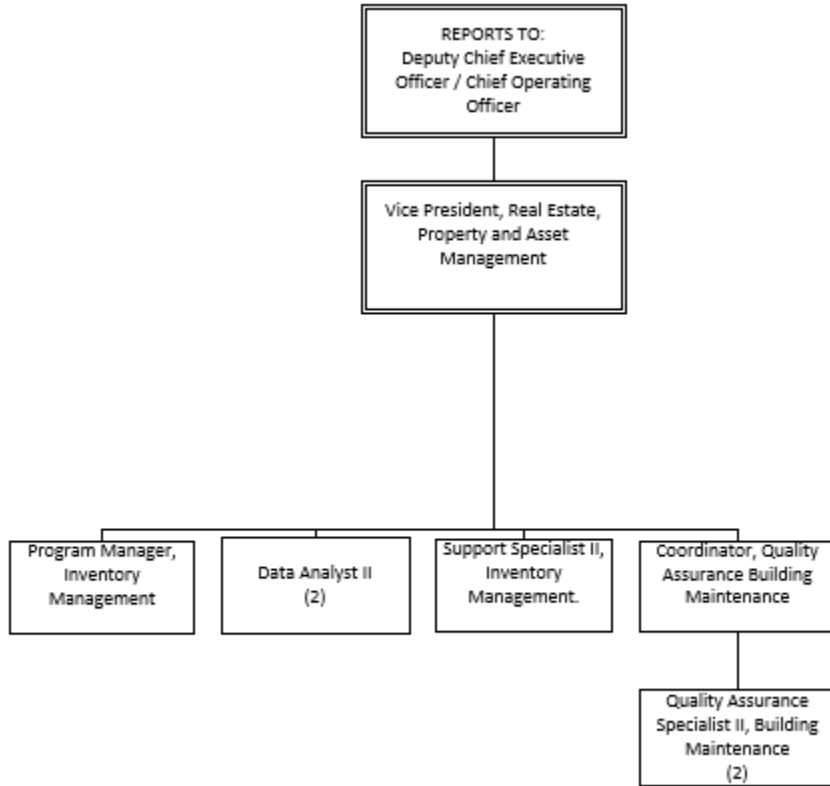 REPORTS TO:
Deputy Chief Executive
Officer / Chief Operating
Officer
Vice President, Real Estate,
Property and Asset
Management
Program Manager,
Inventory
Management
Data Analyst II
(2)
Support Specialist II,
Inventory
Management.
Coordinator, Quality
Assurance Building
Maintenance
Quality Assurance
Specialist II, Building
Maintenance
(2)